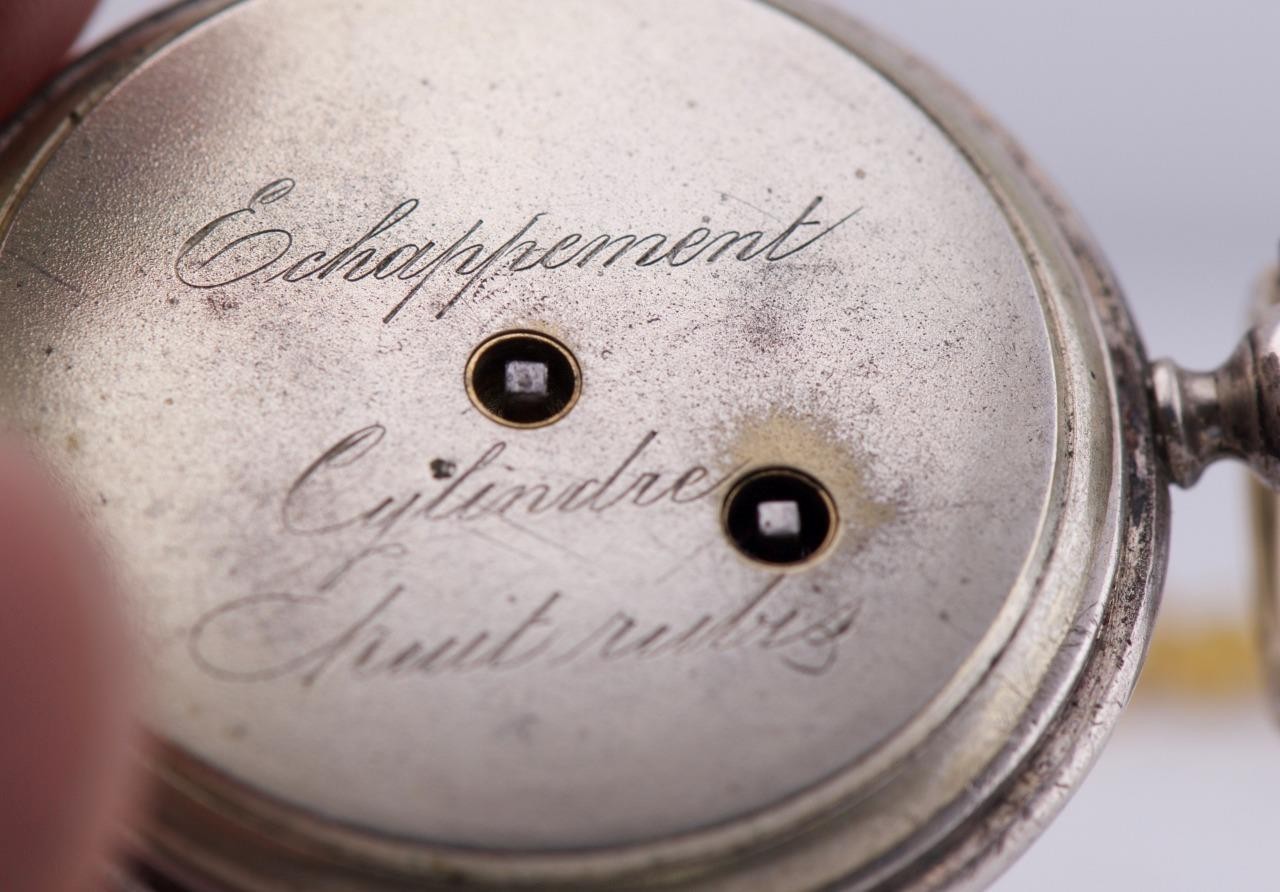 Echappement
Cylindre
huit rubis